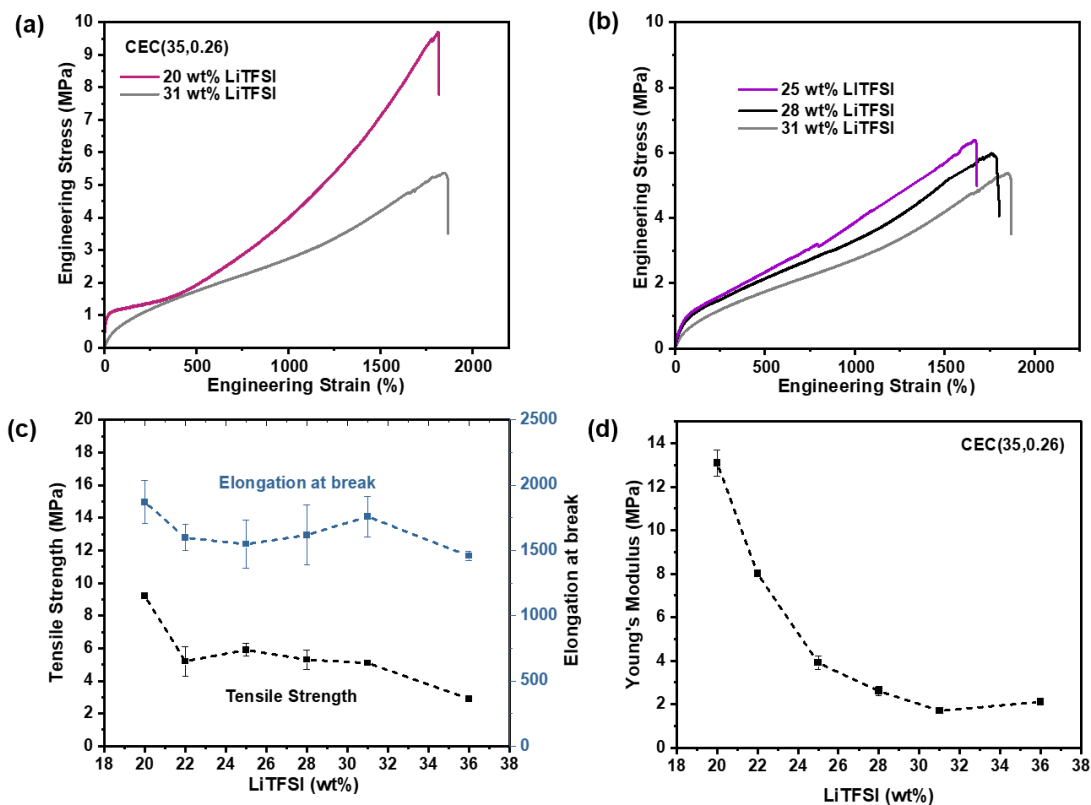 (a)
CEC(35,0.26)
20 wt% LiTFSI
31 wt% LiTFSI
Engineering Stress (MPa)
0 1 2 3 4 5 6 7 8 9 10
0 500 1000 1500 2000
Engineering Strain (%)
(b)
25 wt% LITFSI
28 wt% LiTFSI
31 wt% LiTFSI
Engineering Stress (MPa)
0 2 4 6 8 10
0 500 1000 1500 2000
Engineering Strain (%)
(c)
Elongation at break
Tensile Strength
Tensile Strength (MPa)
0 2 4 6 8 10 12 14 16 18 20
Elongation at break
0 500 1000 1500 2000 2500
18 20 22 24 26 28 30 32 34 36 38
LiTFSI (wt%)
(d)
CEC(35,0.26)
Young's Modulus (MPa)
0 2 4 6 8 10 12 14
18 20 22 24 26 28 30 32 34 36 38
LiTFSI (wt%)